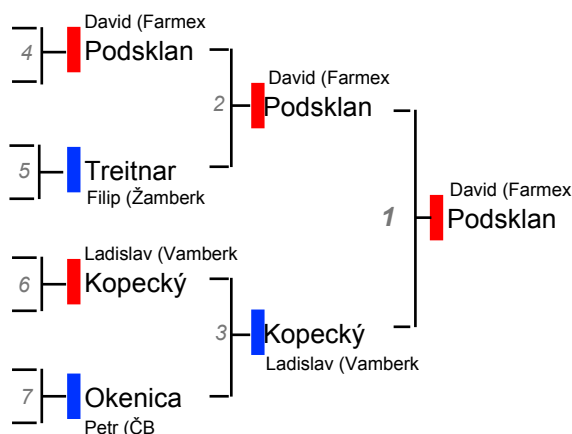 David (Farmex
4
Podsklan
David (Farmex
2
Podsklan
5
Treitnar
Filip (Žamberk
David (Farmex
1
Podsklan
Ladislav (Vamberk
6
Kopecký
3
Kopecký
Ladislav (Vamberk
7
Okenica
Petr (ČB